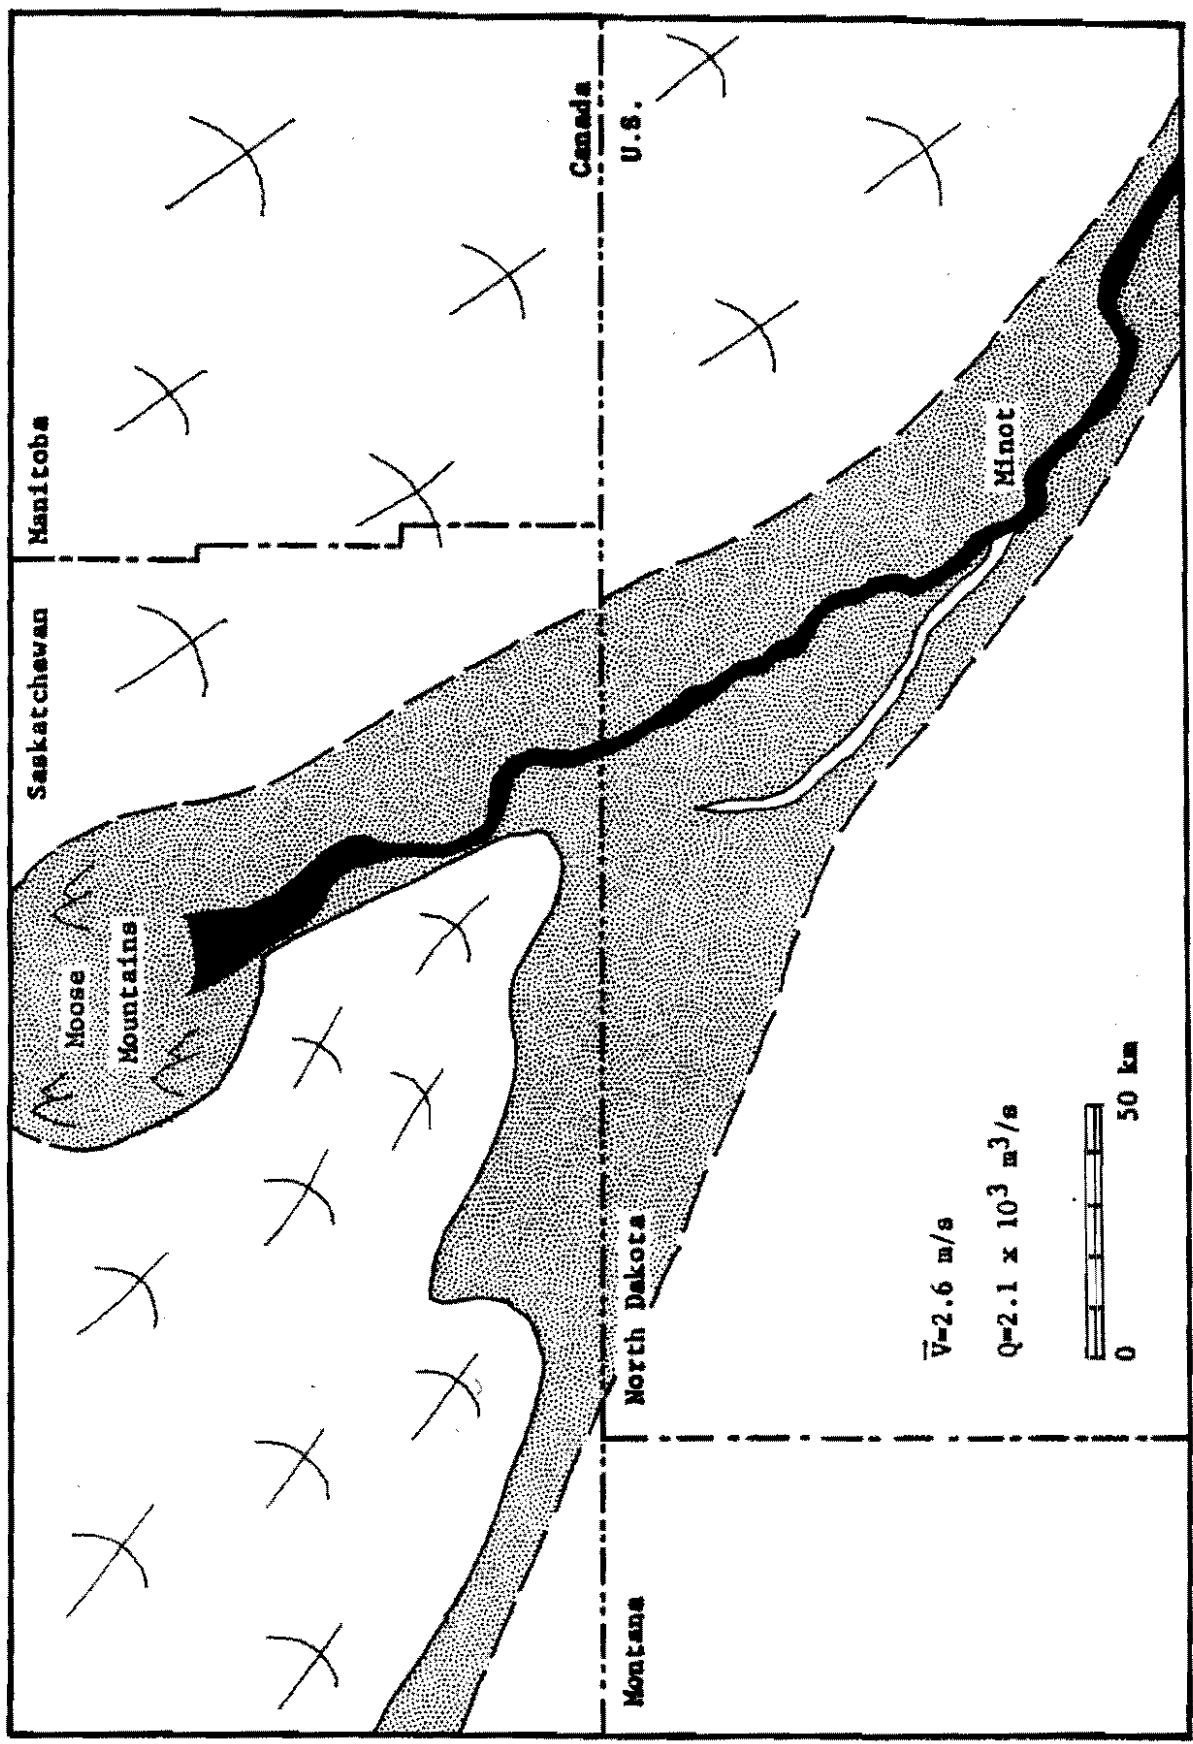 Saskatchewan
Manitoba
Moose
Mountains
Canada
U.S.
Montana
North Dakota
Minot
V⃗=2.6 m/s
Q=2.1 x 10³ m³/s
0
50 km